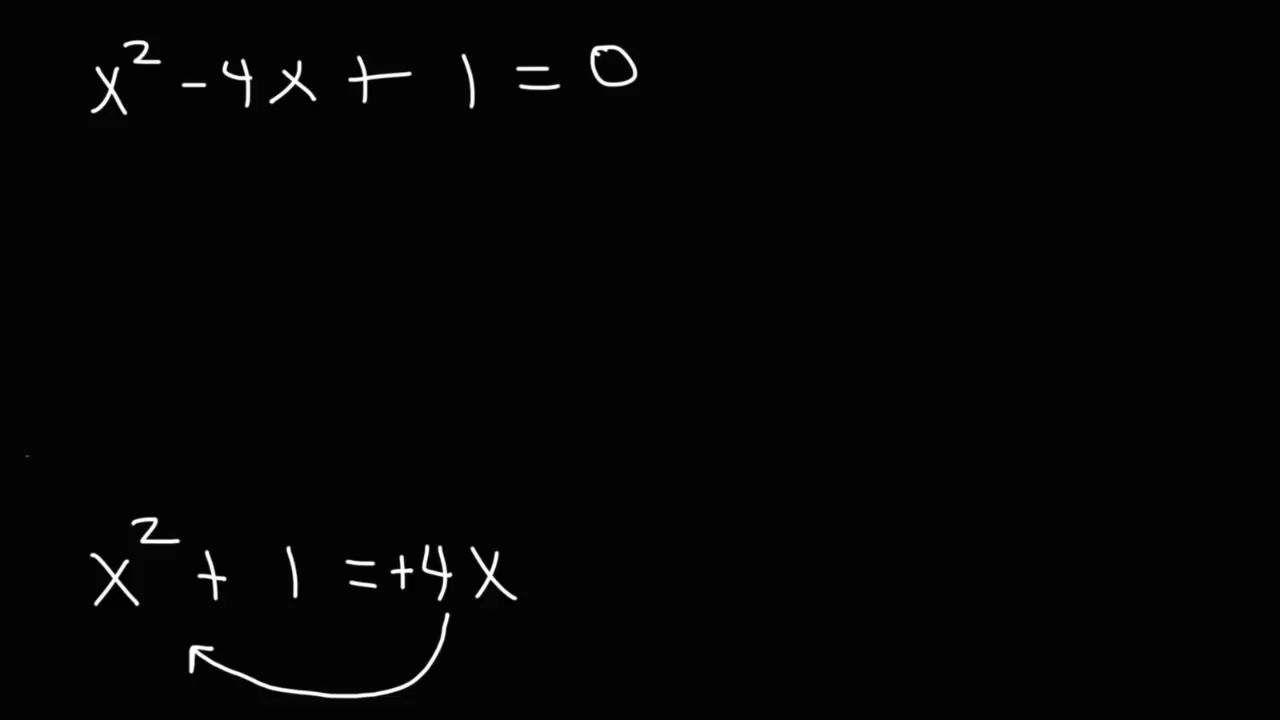 x² - 4x + 1 = 0
x² + 1 = +4x